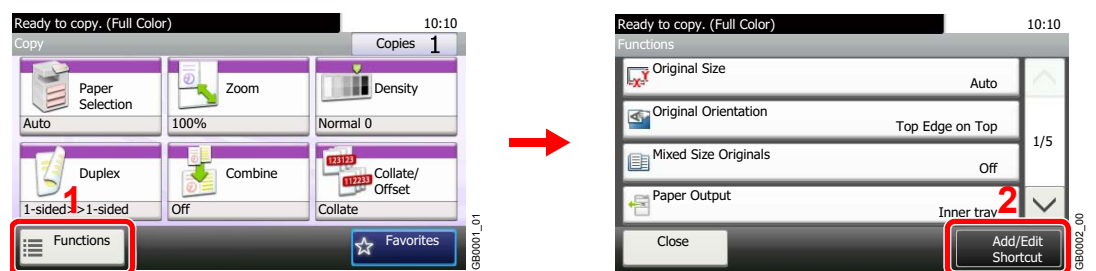 Ready to copy. (Full Color) 10:10
Copy Copies 1
Paper
Selection
Auto
Zoom
100%
Density
Normal 0
Duplex
1-sided>>1-sided
Combine
Off
123123
112233
Collate/
Offset
Collate
1
Functions
Favorites
GB0001_01
Ready to copy. (Full Color) 10:10
Functions
Original Size
Auto
Original Orientation
Top Edge on Top
1/5
Mixed Size Originals
Off
Paper Output
Inner tray
2
Close
Add/Edit
Shortcut
GB0002_00